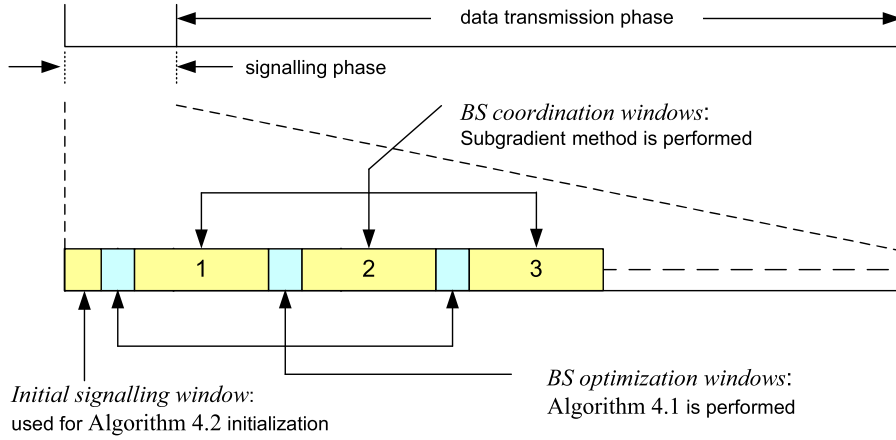 data transmission phase
signalling phase
BS coordination windows:
Subgradient method is performed
1
2
3
Initial signalling window:
used for Algorithm 4.2 initialization
BS optimization windows:
Algorithm 4.1 is performed